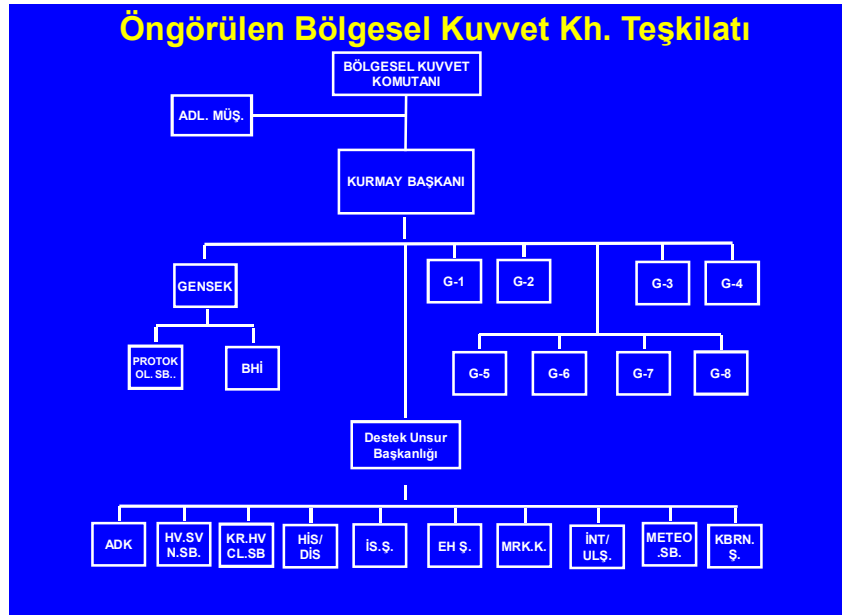 Öngörülen Bölgesel Kuvvet Kh. Teşkilatı
BÖLGESEL KUVVET
KOMUTANI
ADL. MÜŞ.
KURMAY BAŞKANI
GENSEK
G-1
G-2
G-3
G-4
PROTOK
OL. SB..
BHİ
G-5
G-6
G-7
G-8
Destek Unsur
Başkanlığı
ADK
HV.SV
N.SB.
KR.HV
CL.SB
HİS/
DİS
İS.Ş.
EH Ş.
MRK.K.
İNT/
ULŞ.
METEO
.SB.
KBRN.
Ş.